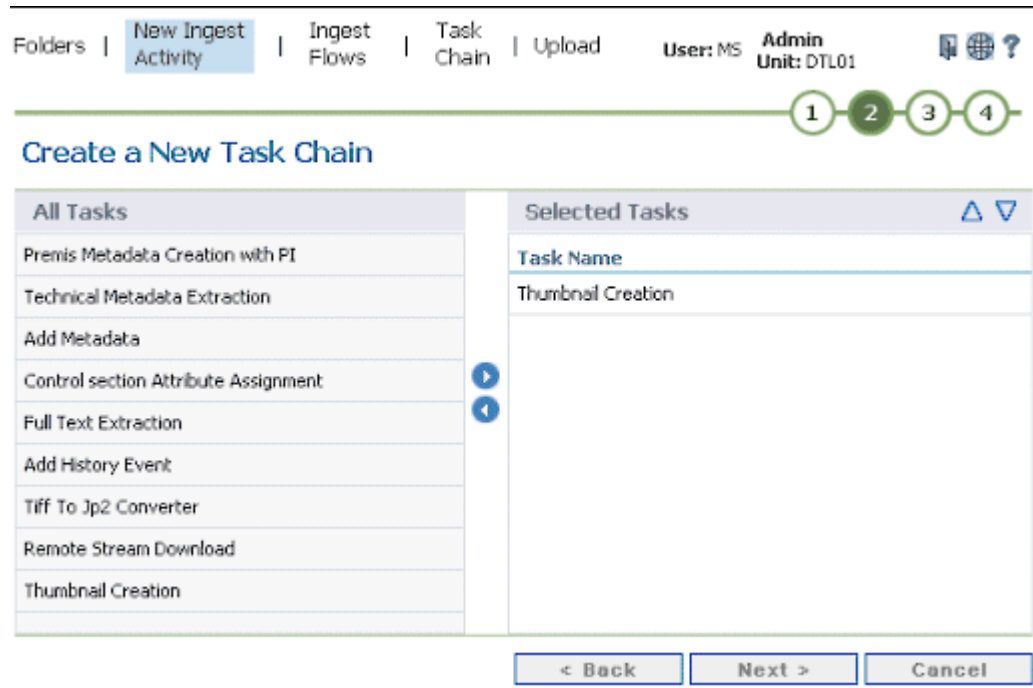 Folders | New Ingest Activity | Ingest Flows | Task Chain | Upload User: MS Admin Unit: DTL01 ?
1 2 3 4
Create a New Task Chain
All Tasks
Premis Metadata Creation with PI
Technical Metadata Extraction
Add Metadata
Control section Attribute Assignment
Full Text Extraction
Add History Event
Tiff To Jp2 Converter
Remote Stream Download
Thumbnail Creation
Selected Tasks
Task Name
Thumbnail Creation
< Back Next > Cancel